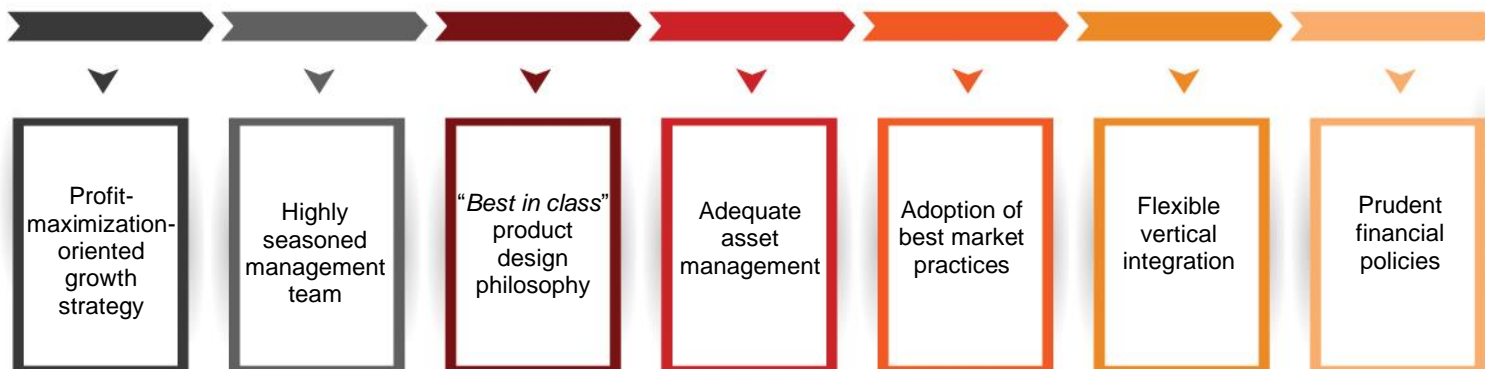 Profit-
maximization-
oriented
growth
strategy
Highly
seasoned
management
team
“Best in class”
product
design
philosophy
Adequate
asset
management
Adoption of
best market
practices
Flexible
vertical
integration
Prudent
financial
policies